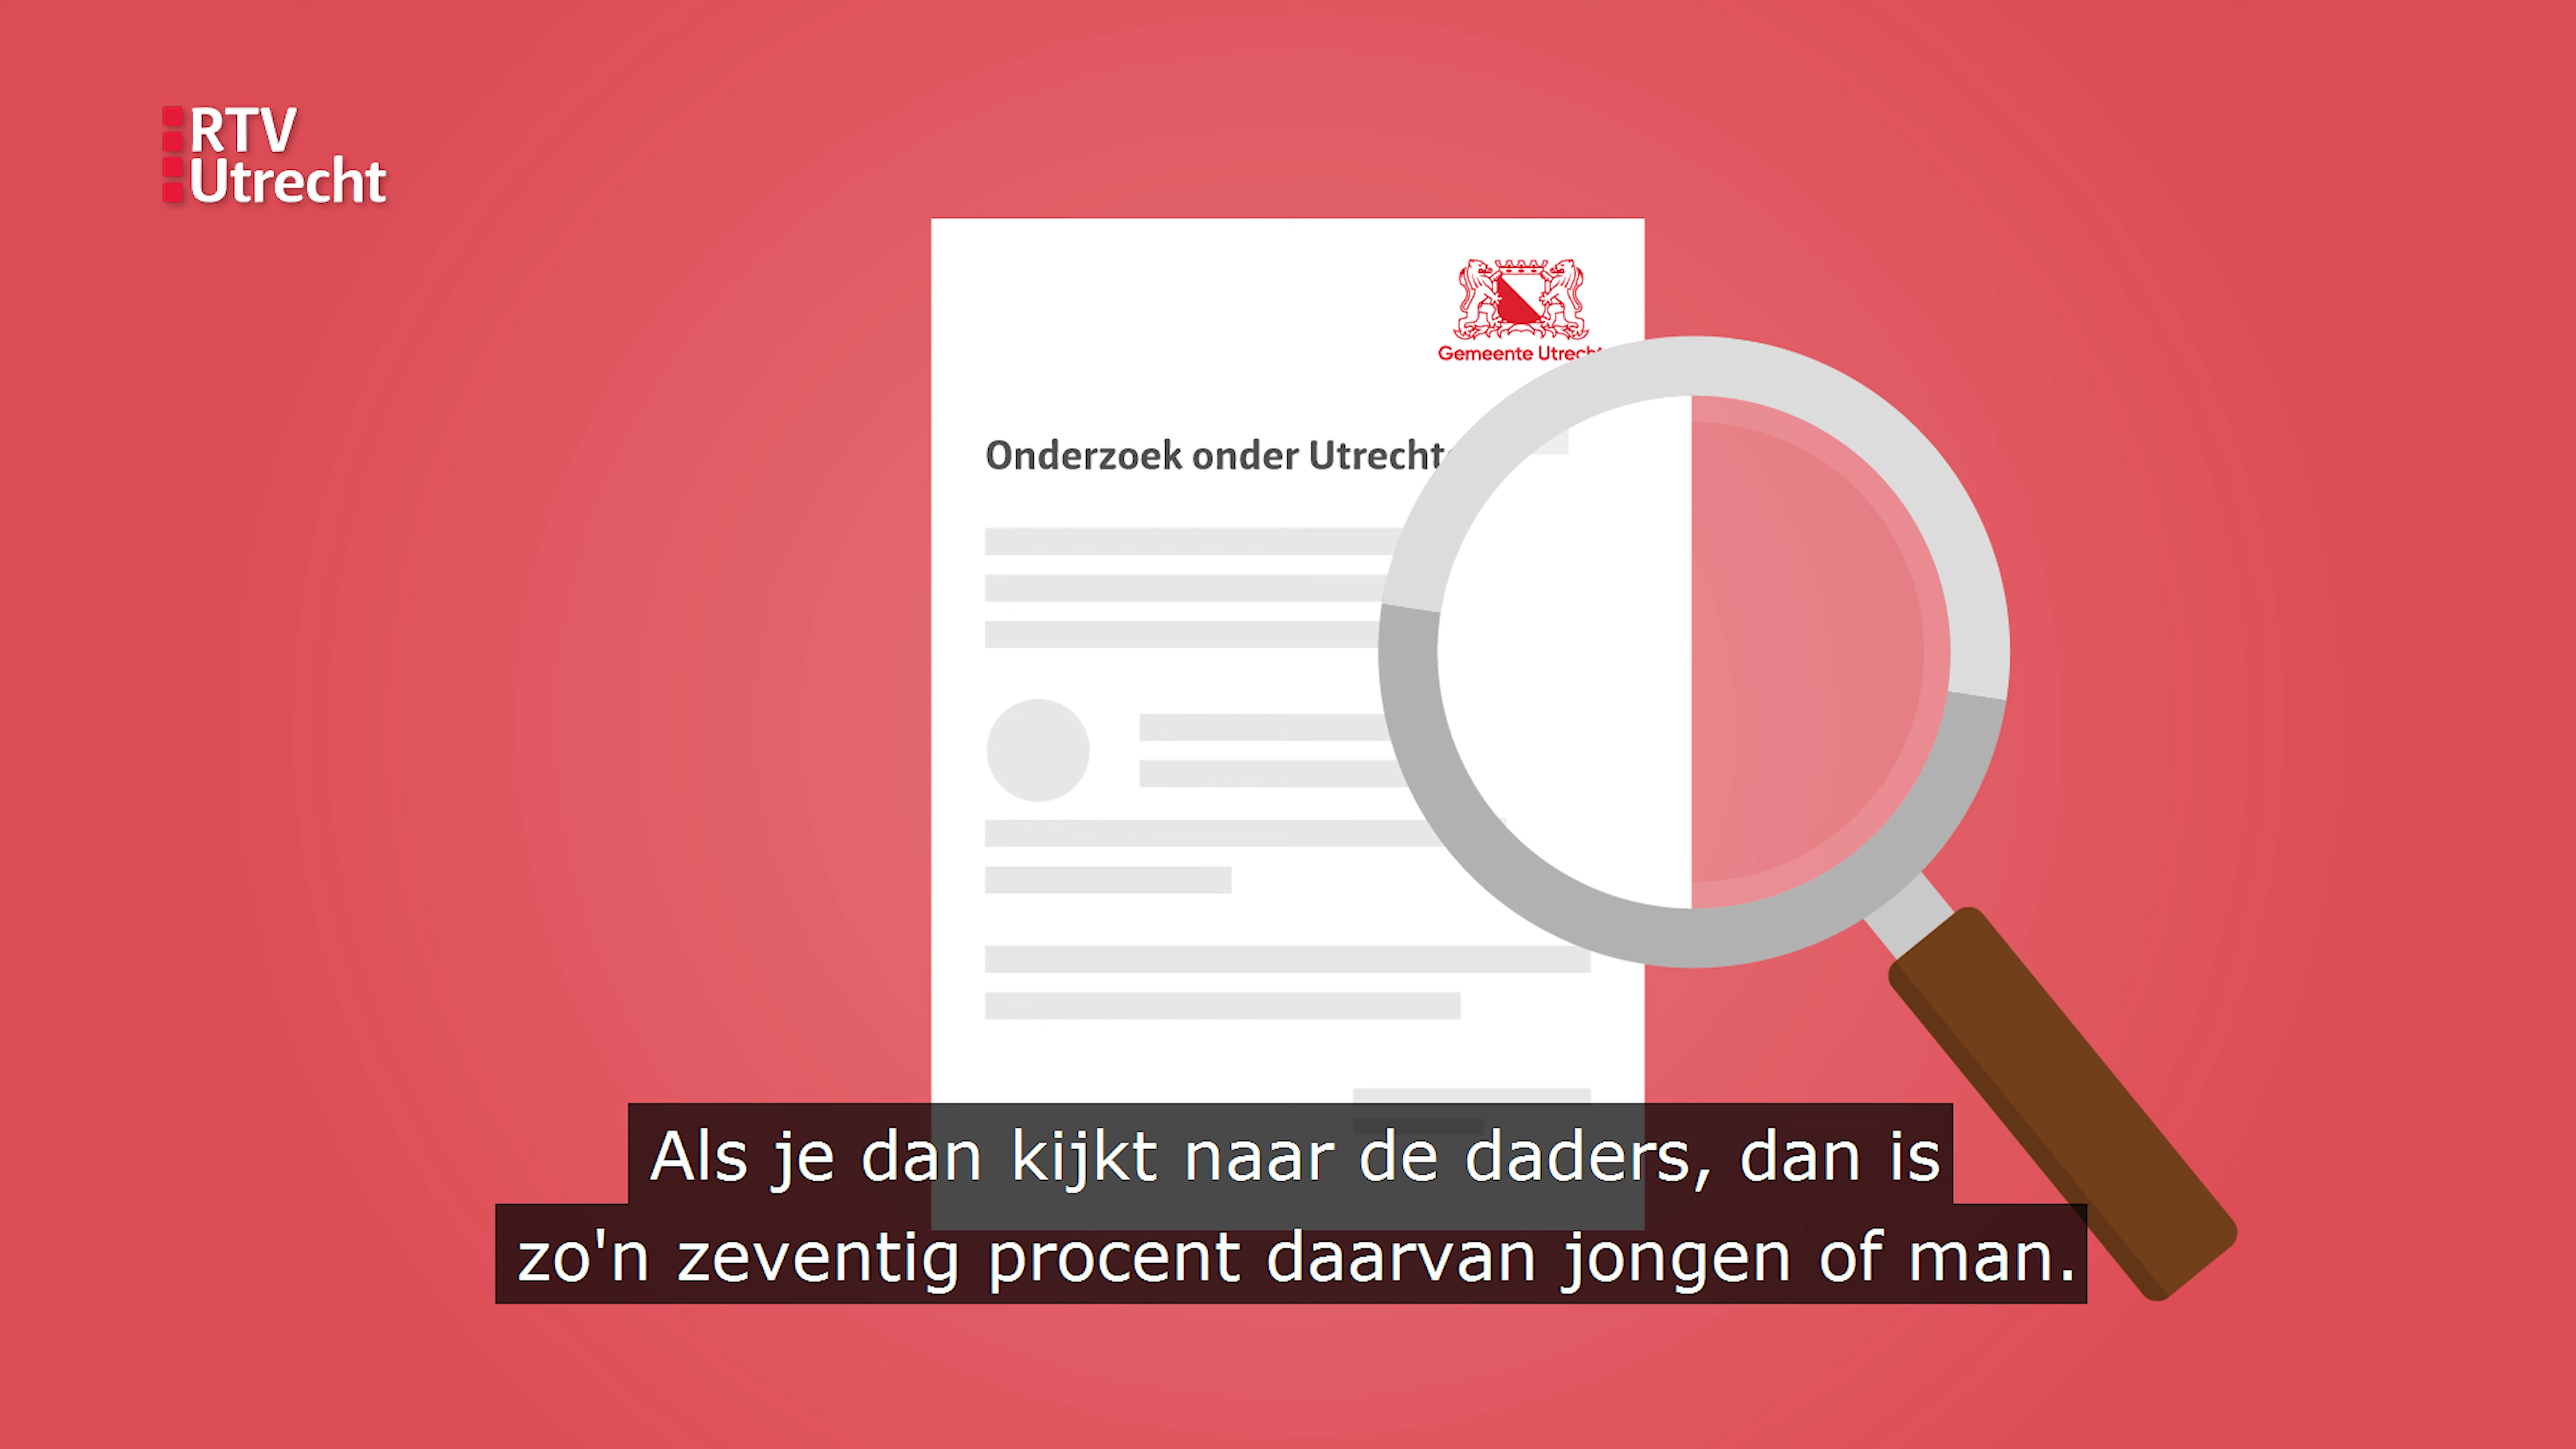 RTV
Utrecht
Gemeente Utrecht
Onderzoek onder
Als je dan kijkt naar de daders, dan is
zo'n zeventig procent daarvan jongen of man.